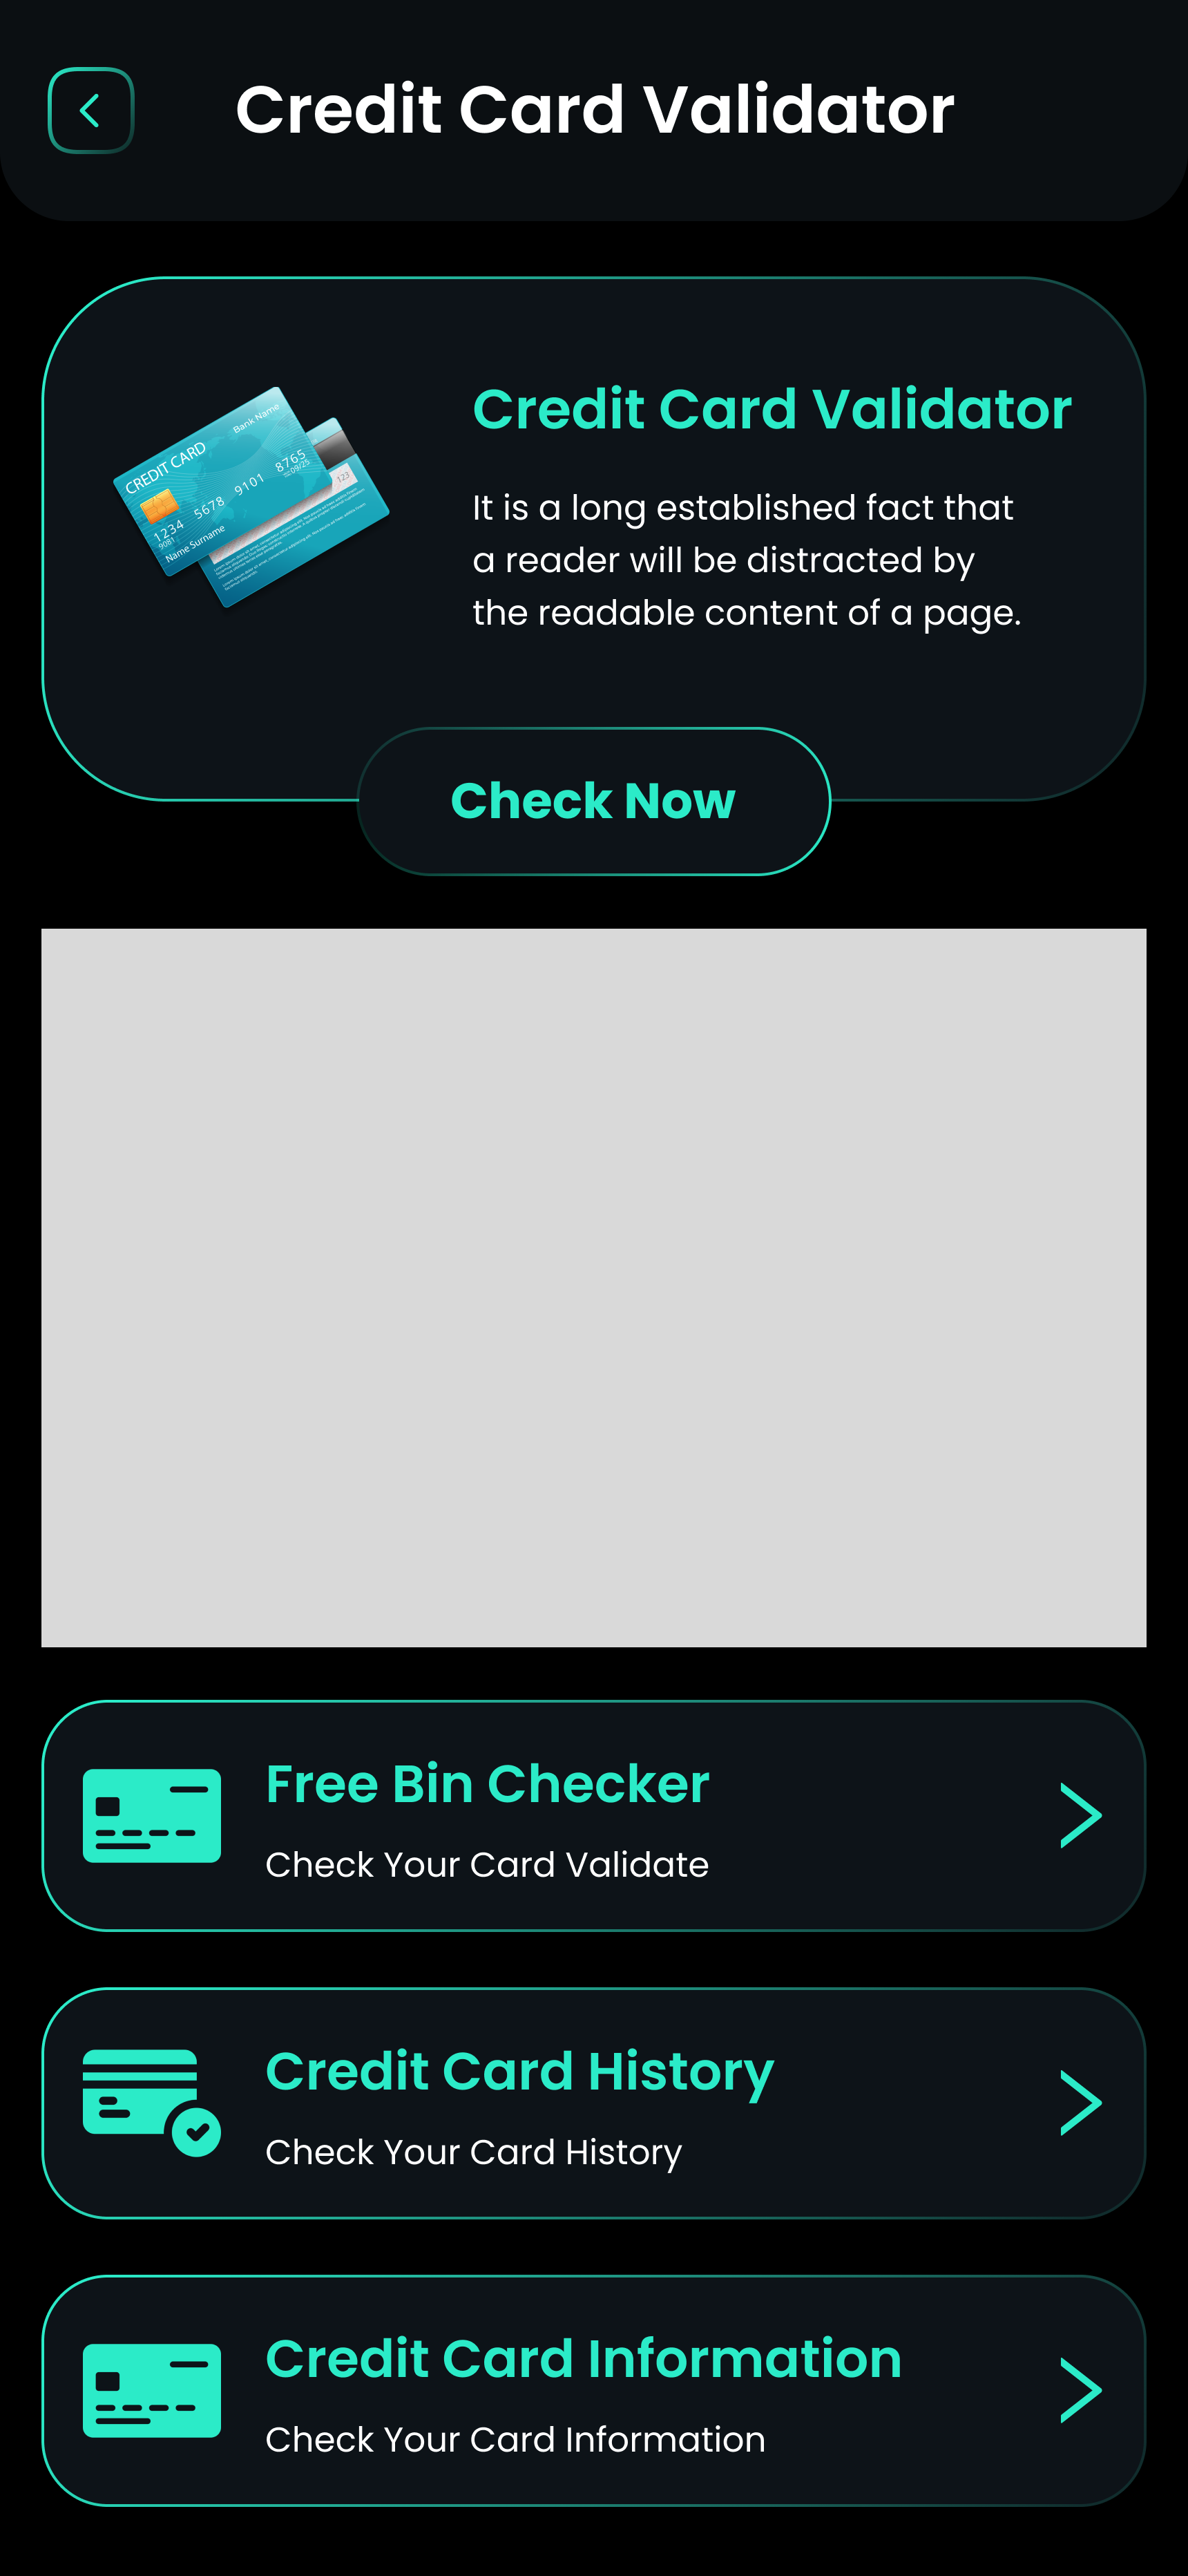 Credit Card Validator
CREDIT CARD
Bank Name
1234 5678 9101 8765
9081
09/25
Name Surname
123
Credit Card Validator
It is a long established fact that
a reader will be distracted by
the readable content of a page.
Check Now
Free Bin Checker
Check Your Card Validate
Credit Card History
Check Your Card History
Credit Card Information
Check Your Card Information